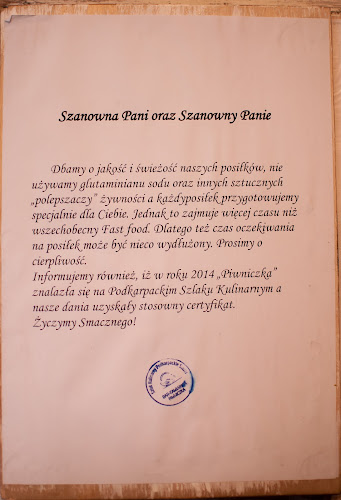 Szanowna Pani oraz Szanowny Panie
Dbamy o jakość i świeżość naszych posiłków, nie
używamy glutaminianu sodu oraz innych sztucznych
„polepszaczy” żywności a każdyposiłek przygotowujemy
specjalnie dla Ciebie. Jednak to zajmuje więcej czasu niż
wszechobecny Fast food. Dlatego też czas oczekiwania
na posiłek może być nieco wydłużony. Prosimy o
cierpliwość.
Informujemy również, iż w roku 2014 „Piwniczka”
znalazła się na Podkarpackim Szlaku Kulinarnym a
nasze dania uzyskały stosowny certyfikat.
Życzymy Smacznego!